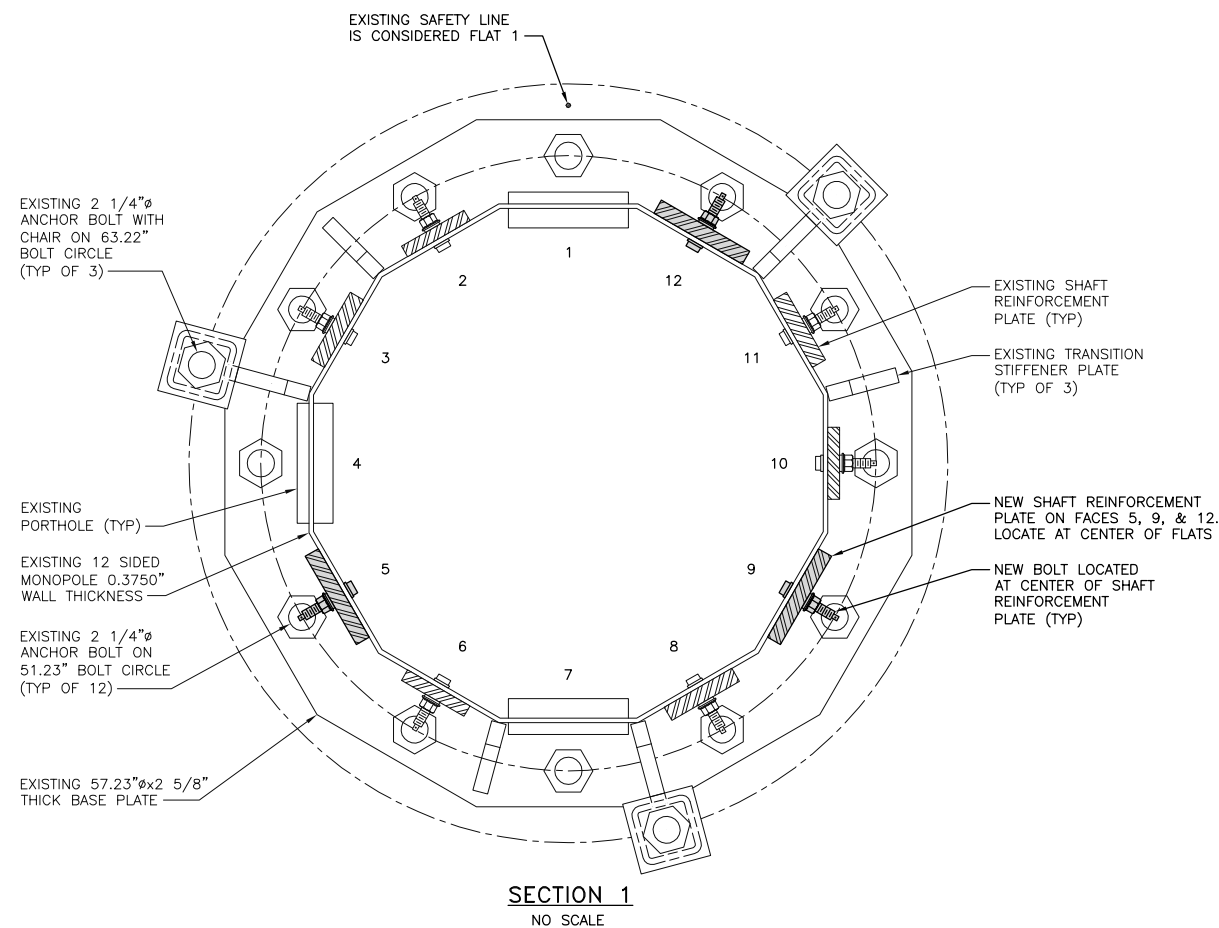 EXISTING SAFETY LINE
IS CONSIDERED FLAT 1
EXISTING 2 1/4"ø
ANCHOR BOLT WITH
CHAIR ON 63.22"
BOLT CIRCLE
(TYP OF 3)
1
2
12
3
11
4
10
5
9
6
8
7
EXISTING SHAFT
REINFORCEMENT
PLATE (TYP)
EXISTING TRANSITION
STIFFENER PLATE
(TYP OF 3)
EXISTING
PORTHOLE (TYP)
NEW SHAFT REINFORCEMENT
PLATE ON FACES 5, 9, & 12.
LOCATE AT CENTER OF FLATS
EXISTING 12 SIDED
MONOPOLE 0.3750"
WALL THICKNESS
NEW BOLT LOCATED
AT CENTER OF SHAFT
REINFORCEMENT
PLATE (TYP)
EXISTING 2 1/4"ø
ANCHOR BOLT ON
51.23" BOLT CIRCLE
(TYP OF 12)
EXISTING 57.23"øx2 5/8"
THICK BASE PLATE
SECTION 1
NO SCALE